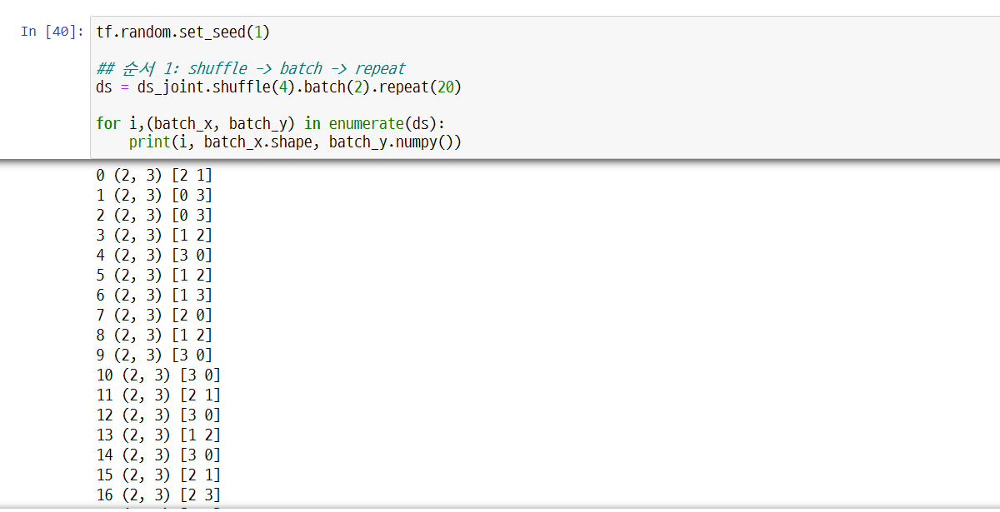 In [40]: tf.random.set_seed(1)
## 순서 1: shuffle -> batch -> repeat
ds = ds_joint.shuffle(4).batch(2).repeat(20)
for i,(batch_x, batch_y) in enumerate(ds):
    print(i, batch_x.shape, batch_y.numpy())
0 (2, 3) [2 1]
1 (2, 3) [0 3]
2 (2, 3) [0 3]
3 (2, 3) [1 2]
4 (2, 3) [3 0]
5 (2, 3) [1 2]
6 (2, 3) [1 3]
7 (2, 3) [2 0]
8 (2, 3) [1 2]
9 (2, 3) [3 0]
10 (2, 3) [3 0]
11 (2, 3) [2 1]
12 (2, 3) [3 0]
13 (2, 3) [1 2]
14 (2, 3) [3 0]
15 (2, 3) [2 1]
16 (2, 3) [2 3]